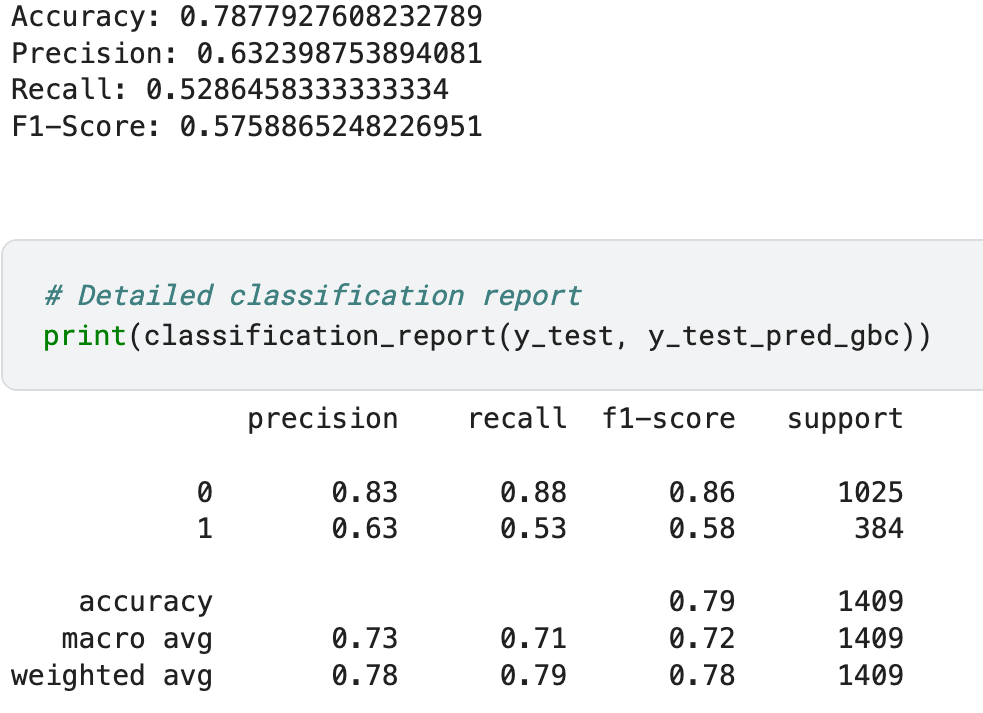 Accuracy: 0.7877927608232789
Precision: 0.632398753894081
Recall: 0.5286458333333334
F1-Score: 0.5758865248226951
# Detailed classification report
print(classification_report(y_test, y_test_pred_gbc))
precision recall f1-score support
0 0.83 0.88 0.86 1025
1 0.63 0.53 0.58 384
accuracy 0.79 1409
macro avg 0.73 0.71 0.72 1409
weighted avg 0.78 0.79 0.78 1409